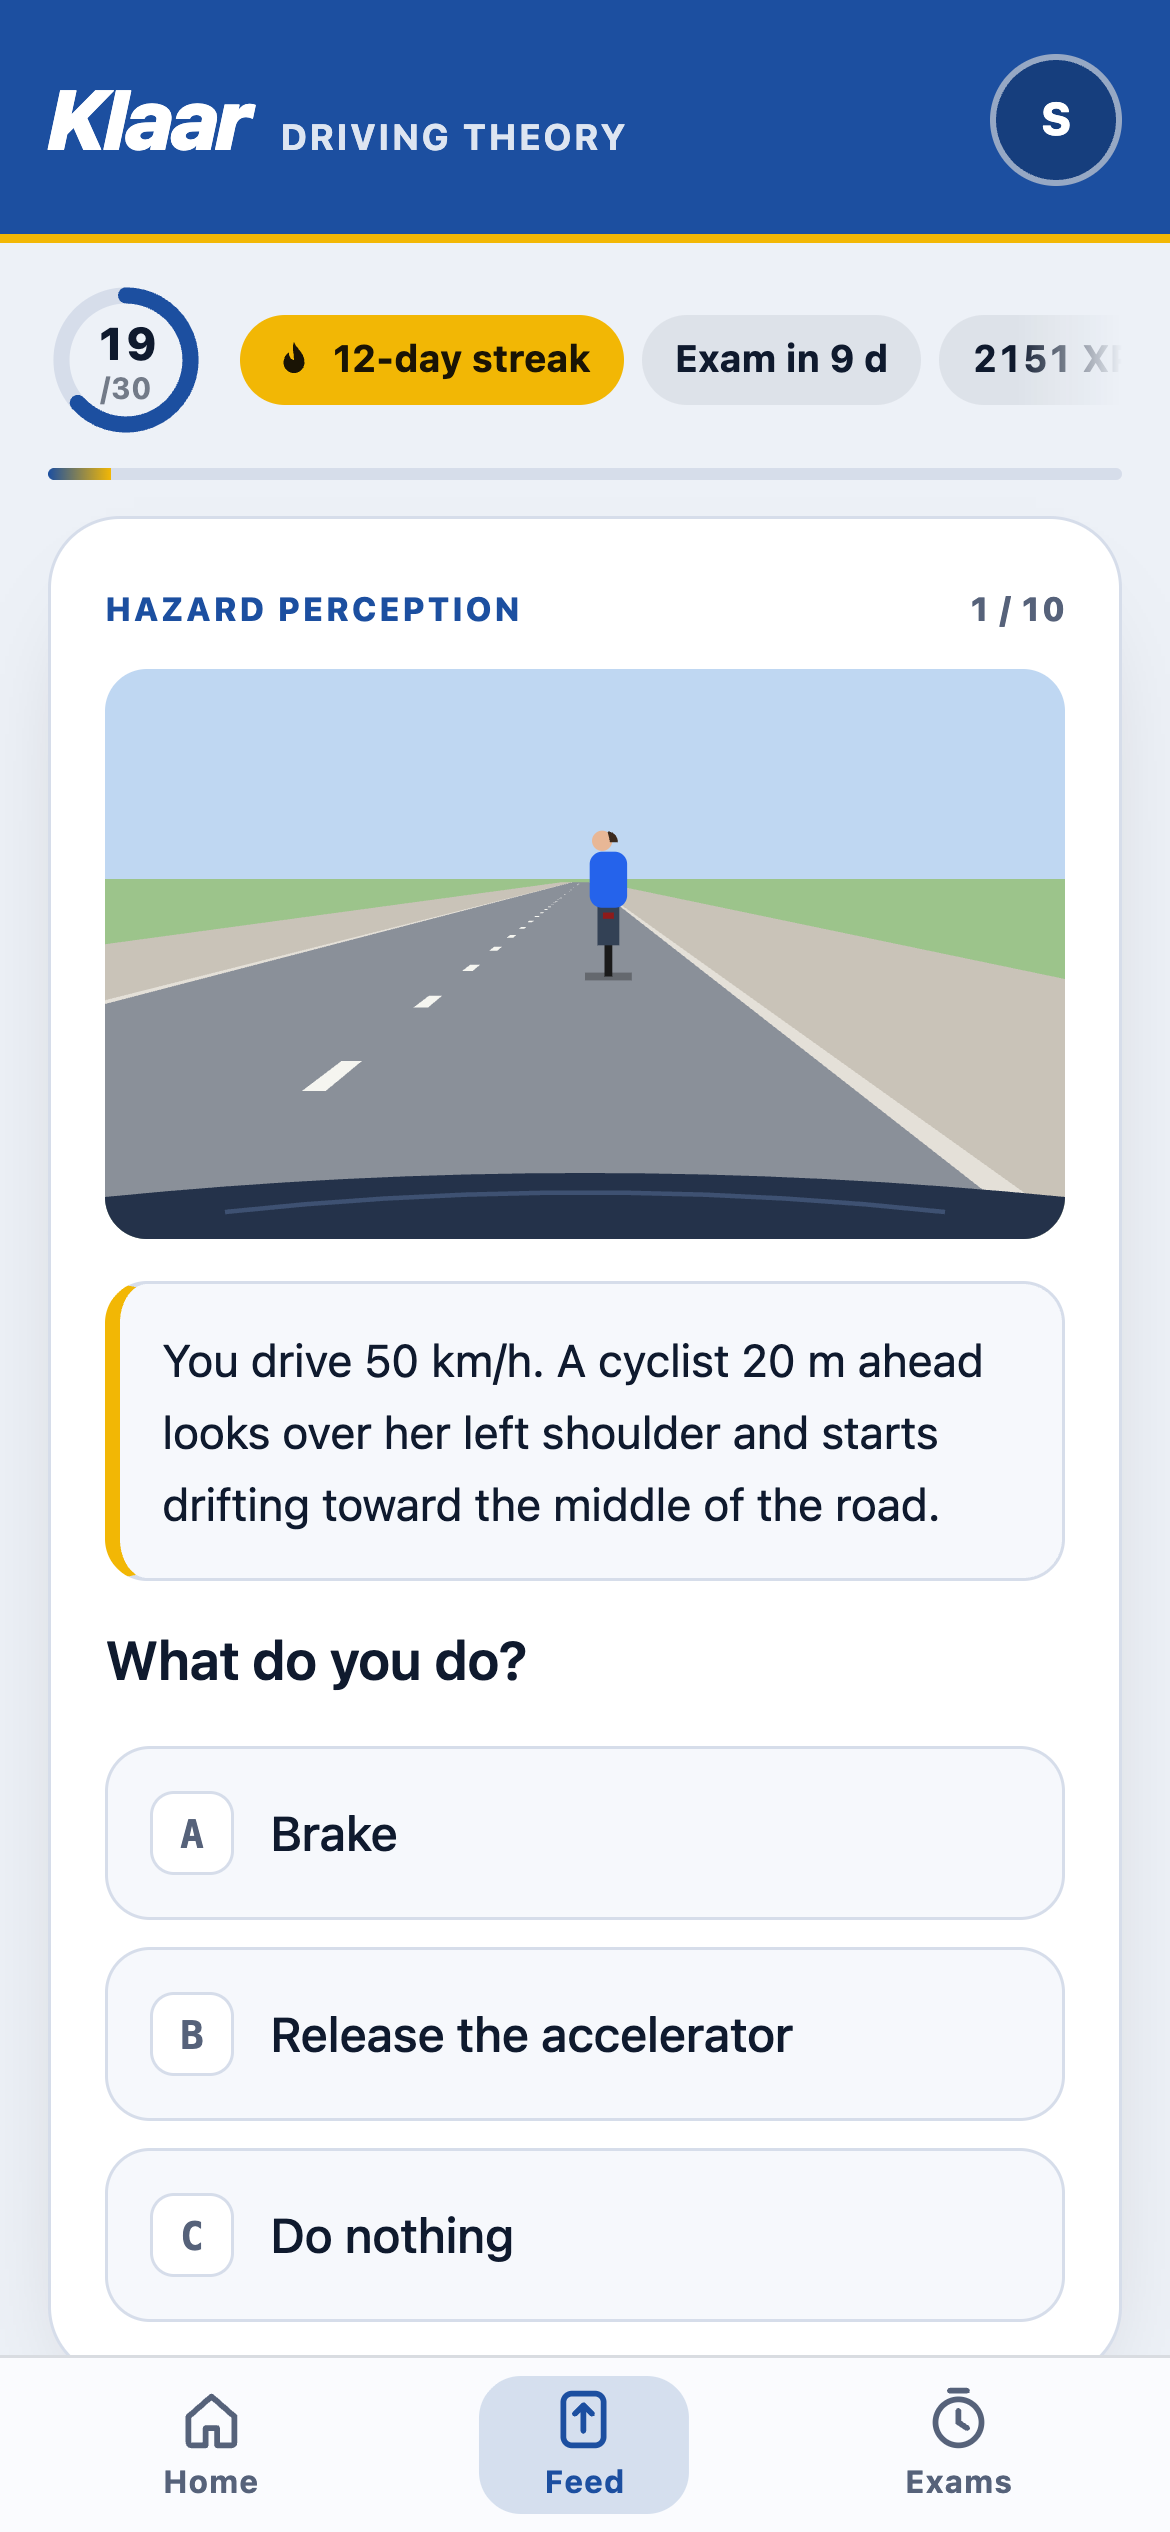 Klaar DRIVING THEORY
S
19
/30
12-day streak
Exam in 9 d
2151
HAZARD PERCEPTION
1 / 10
You drive 50 km/h. A cyclist 20 m ahead
looks over her left shoulder and starts
drifting toward the middle of the road.
What do you do?
A Brake
B Release the accelerator
C Do nothing
Home
Feed
Exams